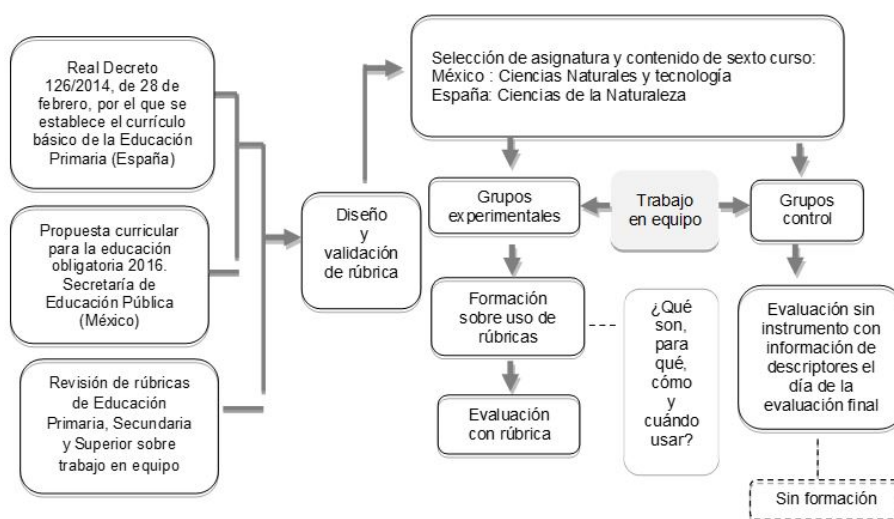 Real Decreto
126/2014, de 28 de
febrero, por el que se
establece el currículo
básico de la Educación
Primaria (España)
Propuesta curricular
para la educación
obligatoria 2016.
Secretaría de
Educación Pública
(México)
Revisión de rúbricas
de Educación
Primaria, Secundaria
y Superior sobre
trabajo en equipo
Diseño
y
validación
de rúbrica
Selección de asignatura y contenido de sexto curso:
México : Ciencias Naturales y tecnología
España: Ciencias de la Naturaleza
Grupos
experimentales
Trabajo
en equipo
Grupos
control
Formación
sobre uso de
rúbricas
¿Qué
son,
para
qué,
cómo
y
cuándo
usar?
Evaluación
con rúbrica
Evaluación sin
instrumento con
información de
descriptores el
día de la
evaluación final
Sin formación